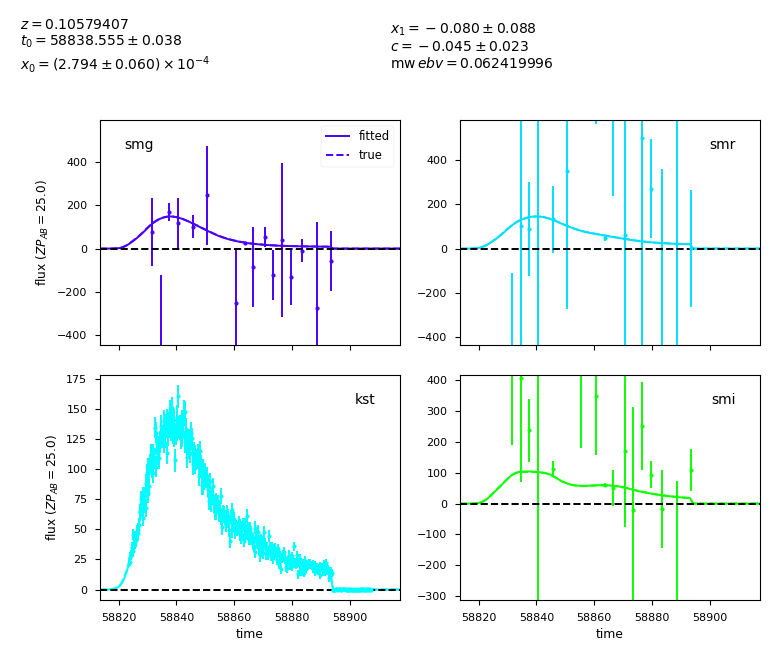 z = 0.10579407
t₀ = 58838.555 ± 0.038
x₀ = (2.794 ± 0.060) × 10⁻⁴
x₁ = −0.080 ± 0.088
c = −0.045 ± 0.023
mw ebv = 0.062419996
smg
fitted
true
400
200
0
−200
−400
flux (ZP_AB = 25.0)
smr
400
200
0
−200
−400
kst
175
150
125
100
75
50
25
0
flux (ZP_AB = 25.0)
58820 58840 58860 58880 58900
time
smi
400
300
200
100
0
−100
−200
−300
58820 58840 58860 58880 58900
time